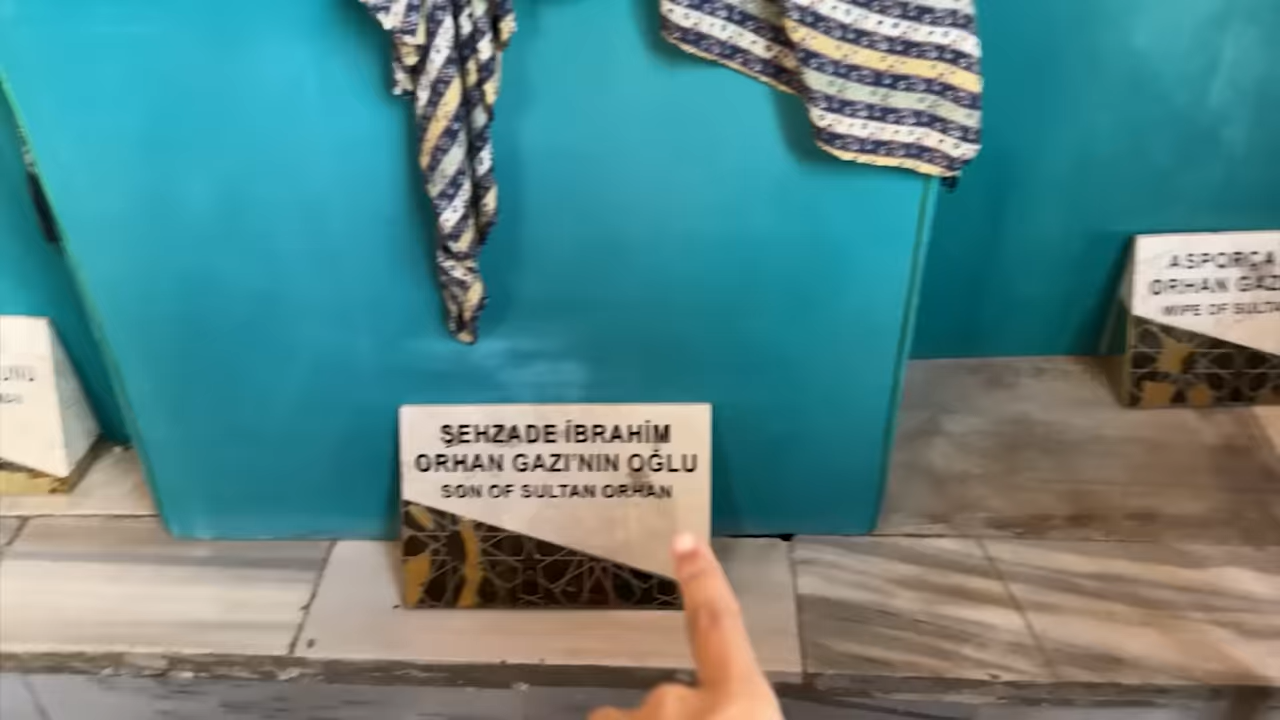 ŞEHZADE İBRAHİM
ORHAN GAZI'NIN OĞLU
SON OF SULTAN ORHAN
ASPORÇA
ORHAN GAZ
WIFE OF SULTA